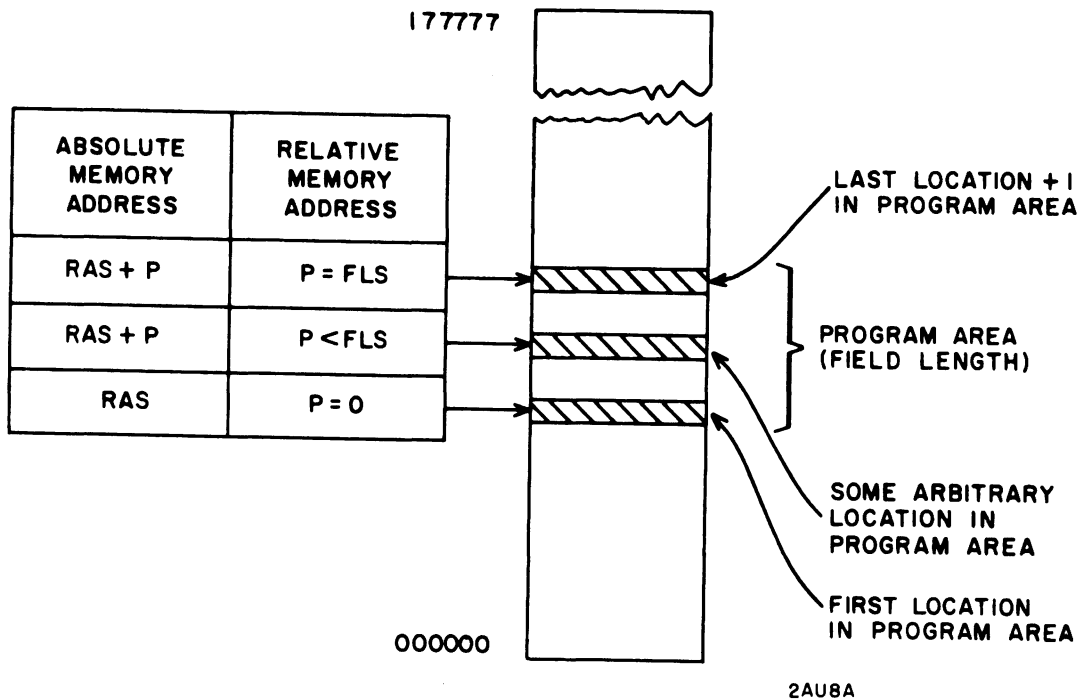 177777
ABSOLUTE
MEMORY
ADDRESS
RELATIVE
MEMORY
ADDRESS
RAS + P
P = FLS
RAS + P
P < FLS
RAS
P = 0
LAST LOCATION + 1
IN PROGRAM AREA
PROGRAM AREA
(FIELD LENGTH)
SOME ARBITRARY
LOCATION IN
PROGRAM AREA
FIRST LOCATION
IN PROGRAM AREA
000000
2AU8A